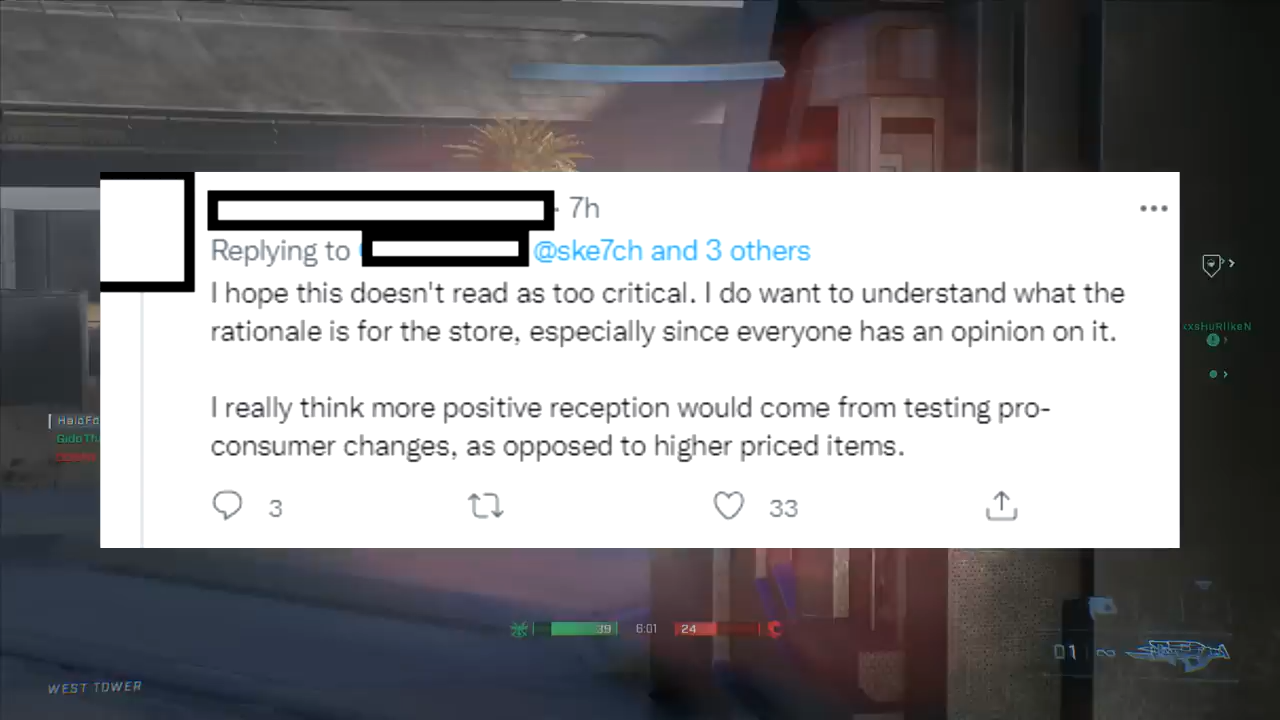 7h
Replying to @ske7ch and 3 others
I hope this doesn't read as too critical. I do want to understand what the
rationale is for the store, especially since everyone has an opinion on it.
I really think more positive reception would come from testing pro-
consumer changes, as opposed to higher priced items.
3 33
39 6:01 24
01
WEST TOWER